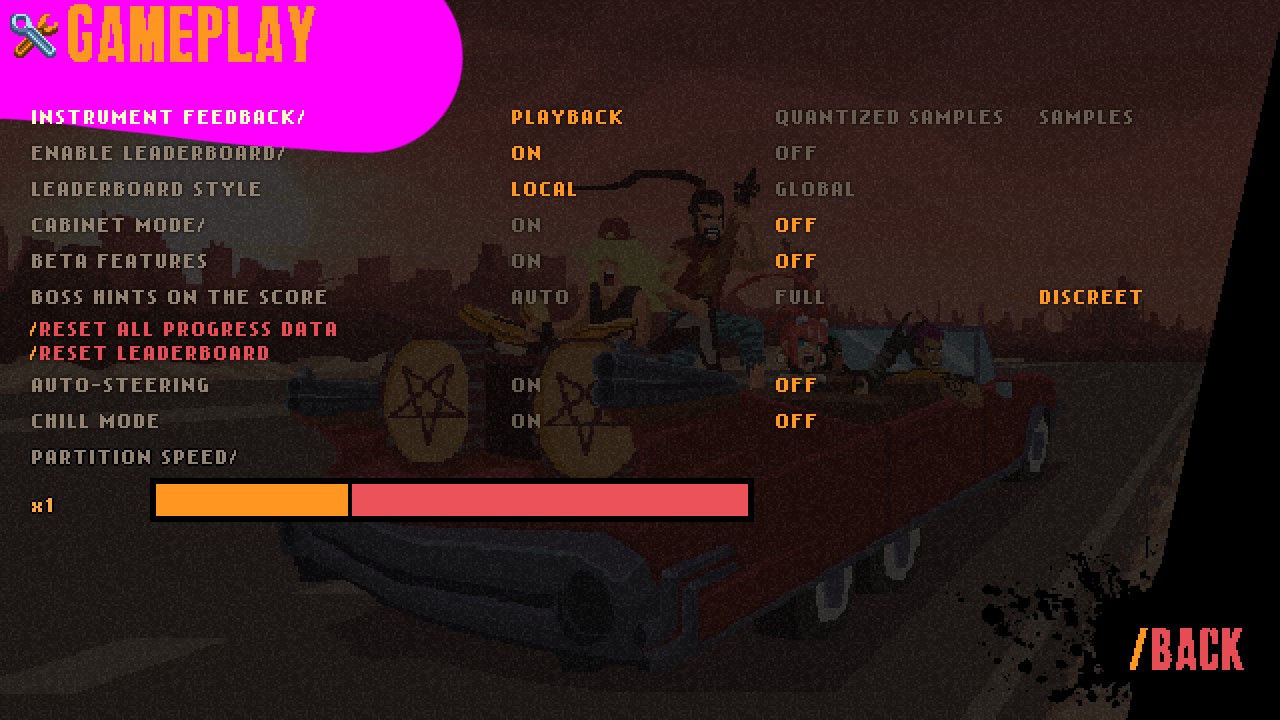 GAMEPLAY
INSTRUMENT FEEDBACK/ PLAYBACK QUANTIZED SAMPLES SAMPLES
ENABLE LEADERBOARD/ ON OFF
LEADERBOARD STYLE LOCAL GLOBAL
CABINET MODE/ ON OFF
BETA FEATURES ON OFF
BOSS HINTS ON THE SCORE AUTO FULL DISCREET
/RESET ALL PROGRESS DATA
/RESET LEADERBOARD
AUTO-STEERING ON OFF
CHILL MODE ON OFF
PARTITION SPEED/
x1
/BACK